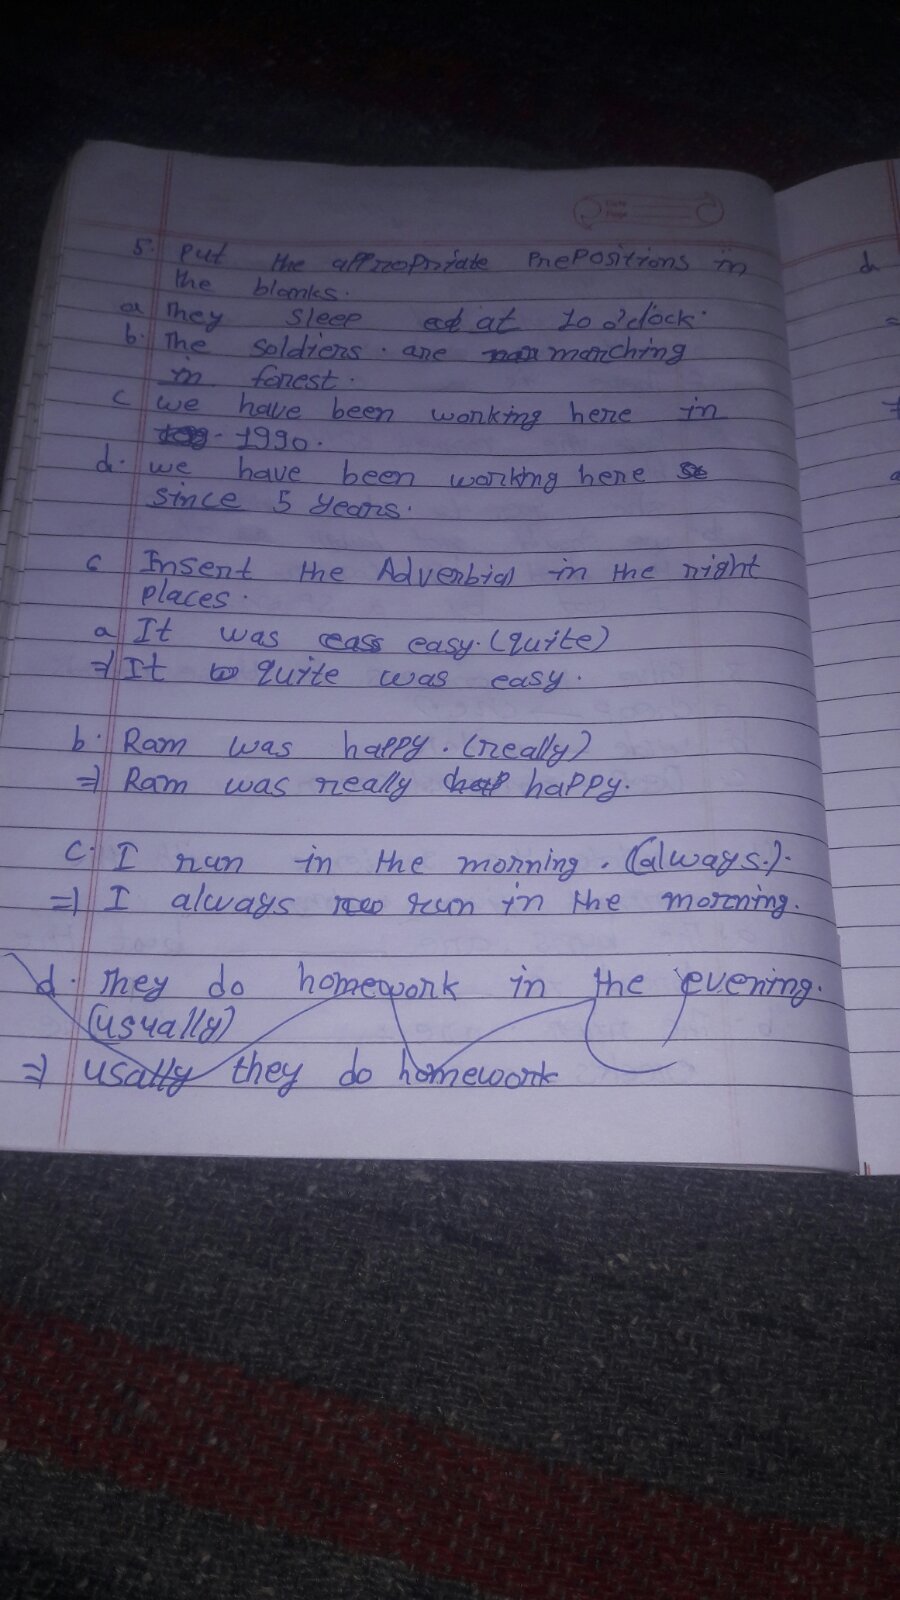 5. Put the appropriate Prepositions in
the blanks.
a They sleep at 10 o'clock.
b. The soldiers. are marching
in forest.
c we have been working here in
1990.
d. we have been working here
since 5 years.
c Insert the Adverbial in the right
places.
a It was easy. (quite)
⇒ It quite was easy.
b. Ram was happy. (really)
⇒ Ram was really happy.
c. I run in the morning. (always.).
⇒ I always run in the morning.
d. They do homework in the evening.
(usually)
⇒ usally they do homework